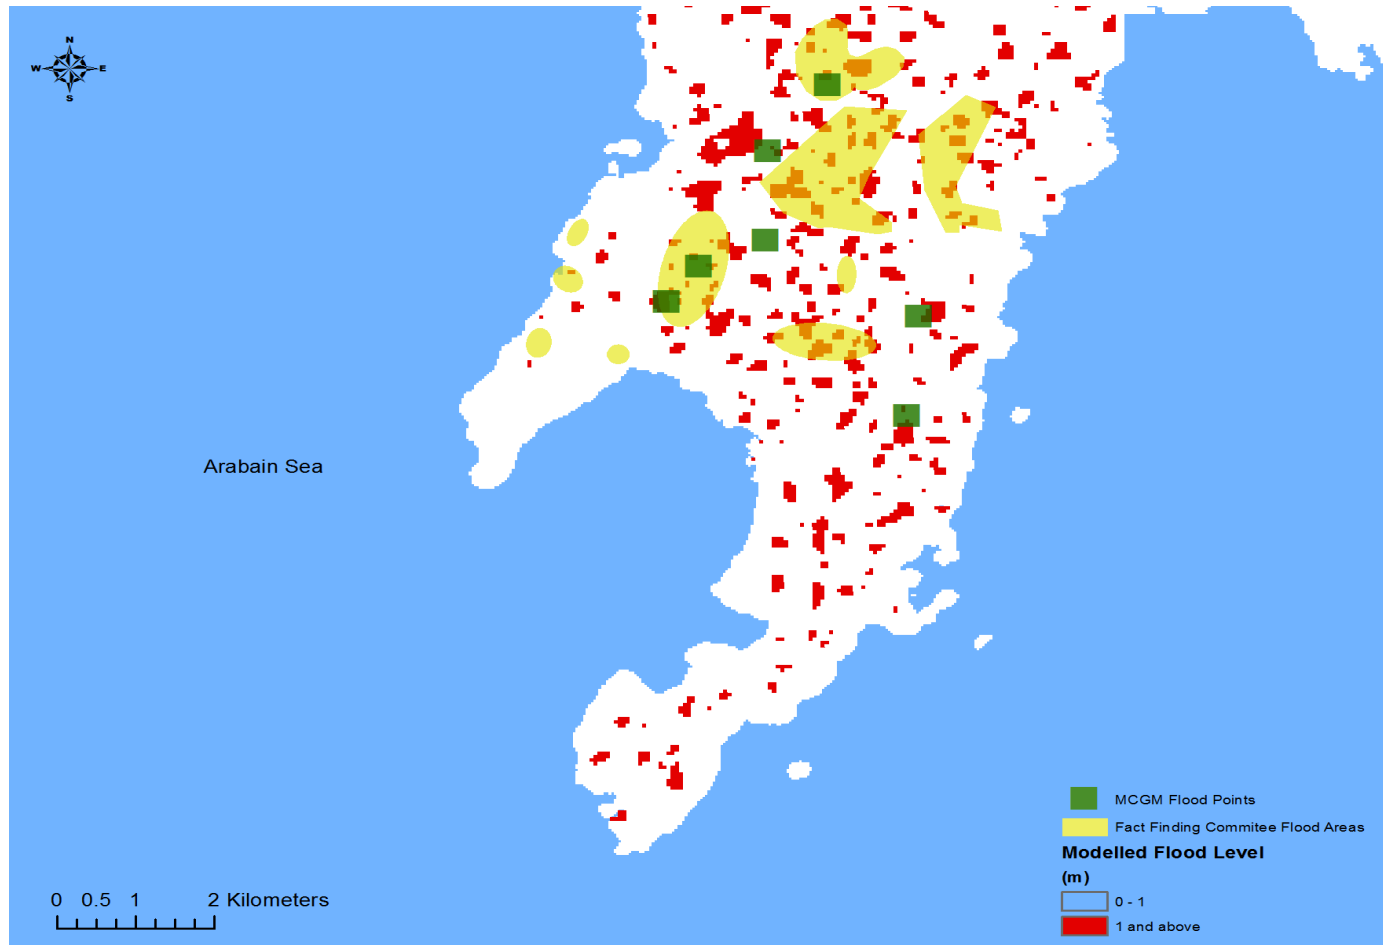 N
W E
S
Arabain Sea
MCGM Flood Points
Fact Finding Commitee Flood Areas
Modelled Flood Level
(m)
0 - 1
1 and above
0 0.5 1 2 Kilometers